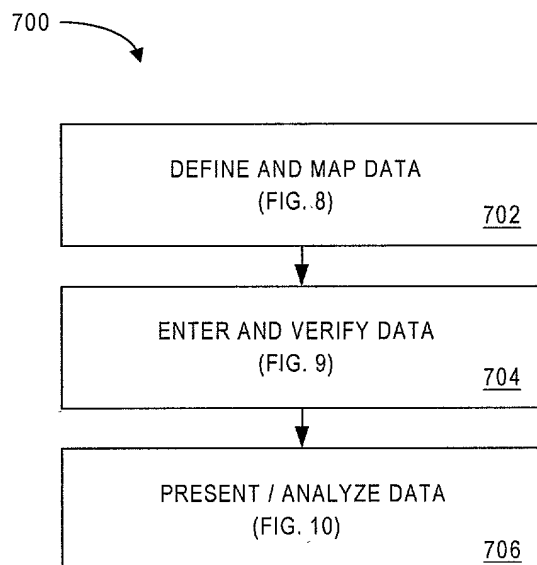 700
DEFINE AND MAP DATA
(FIG. 8)
702
ENTER AND VERIFY DATA
(FIG. 9)
704
PRESENT / ANALYZE DATA
(FIG. 10)
706